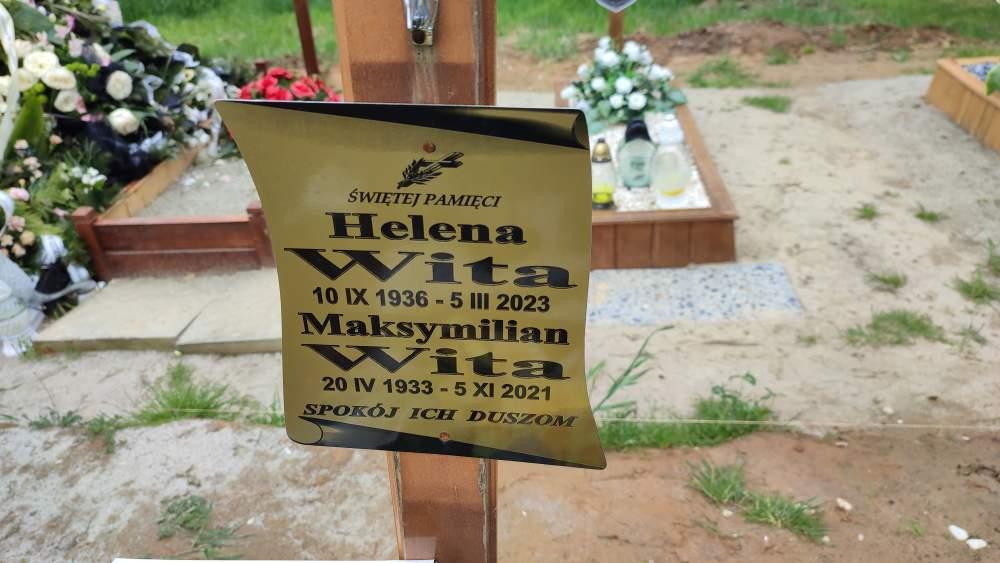 ŚWIĘTEJ PAMIĘCI
Helena
Wita
10 IX 1936 - 5 III 2023
Maksymilian
Wita
20 IV 1933 - 5 XI 2021
SPOKÓJ ICH DUSZOM